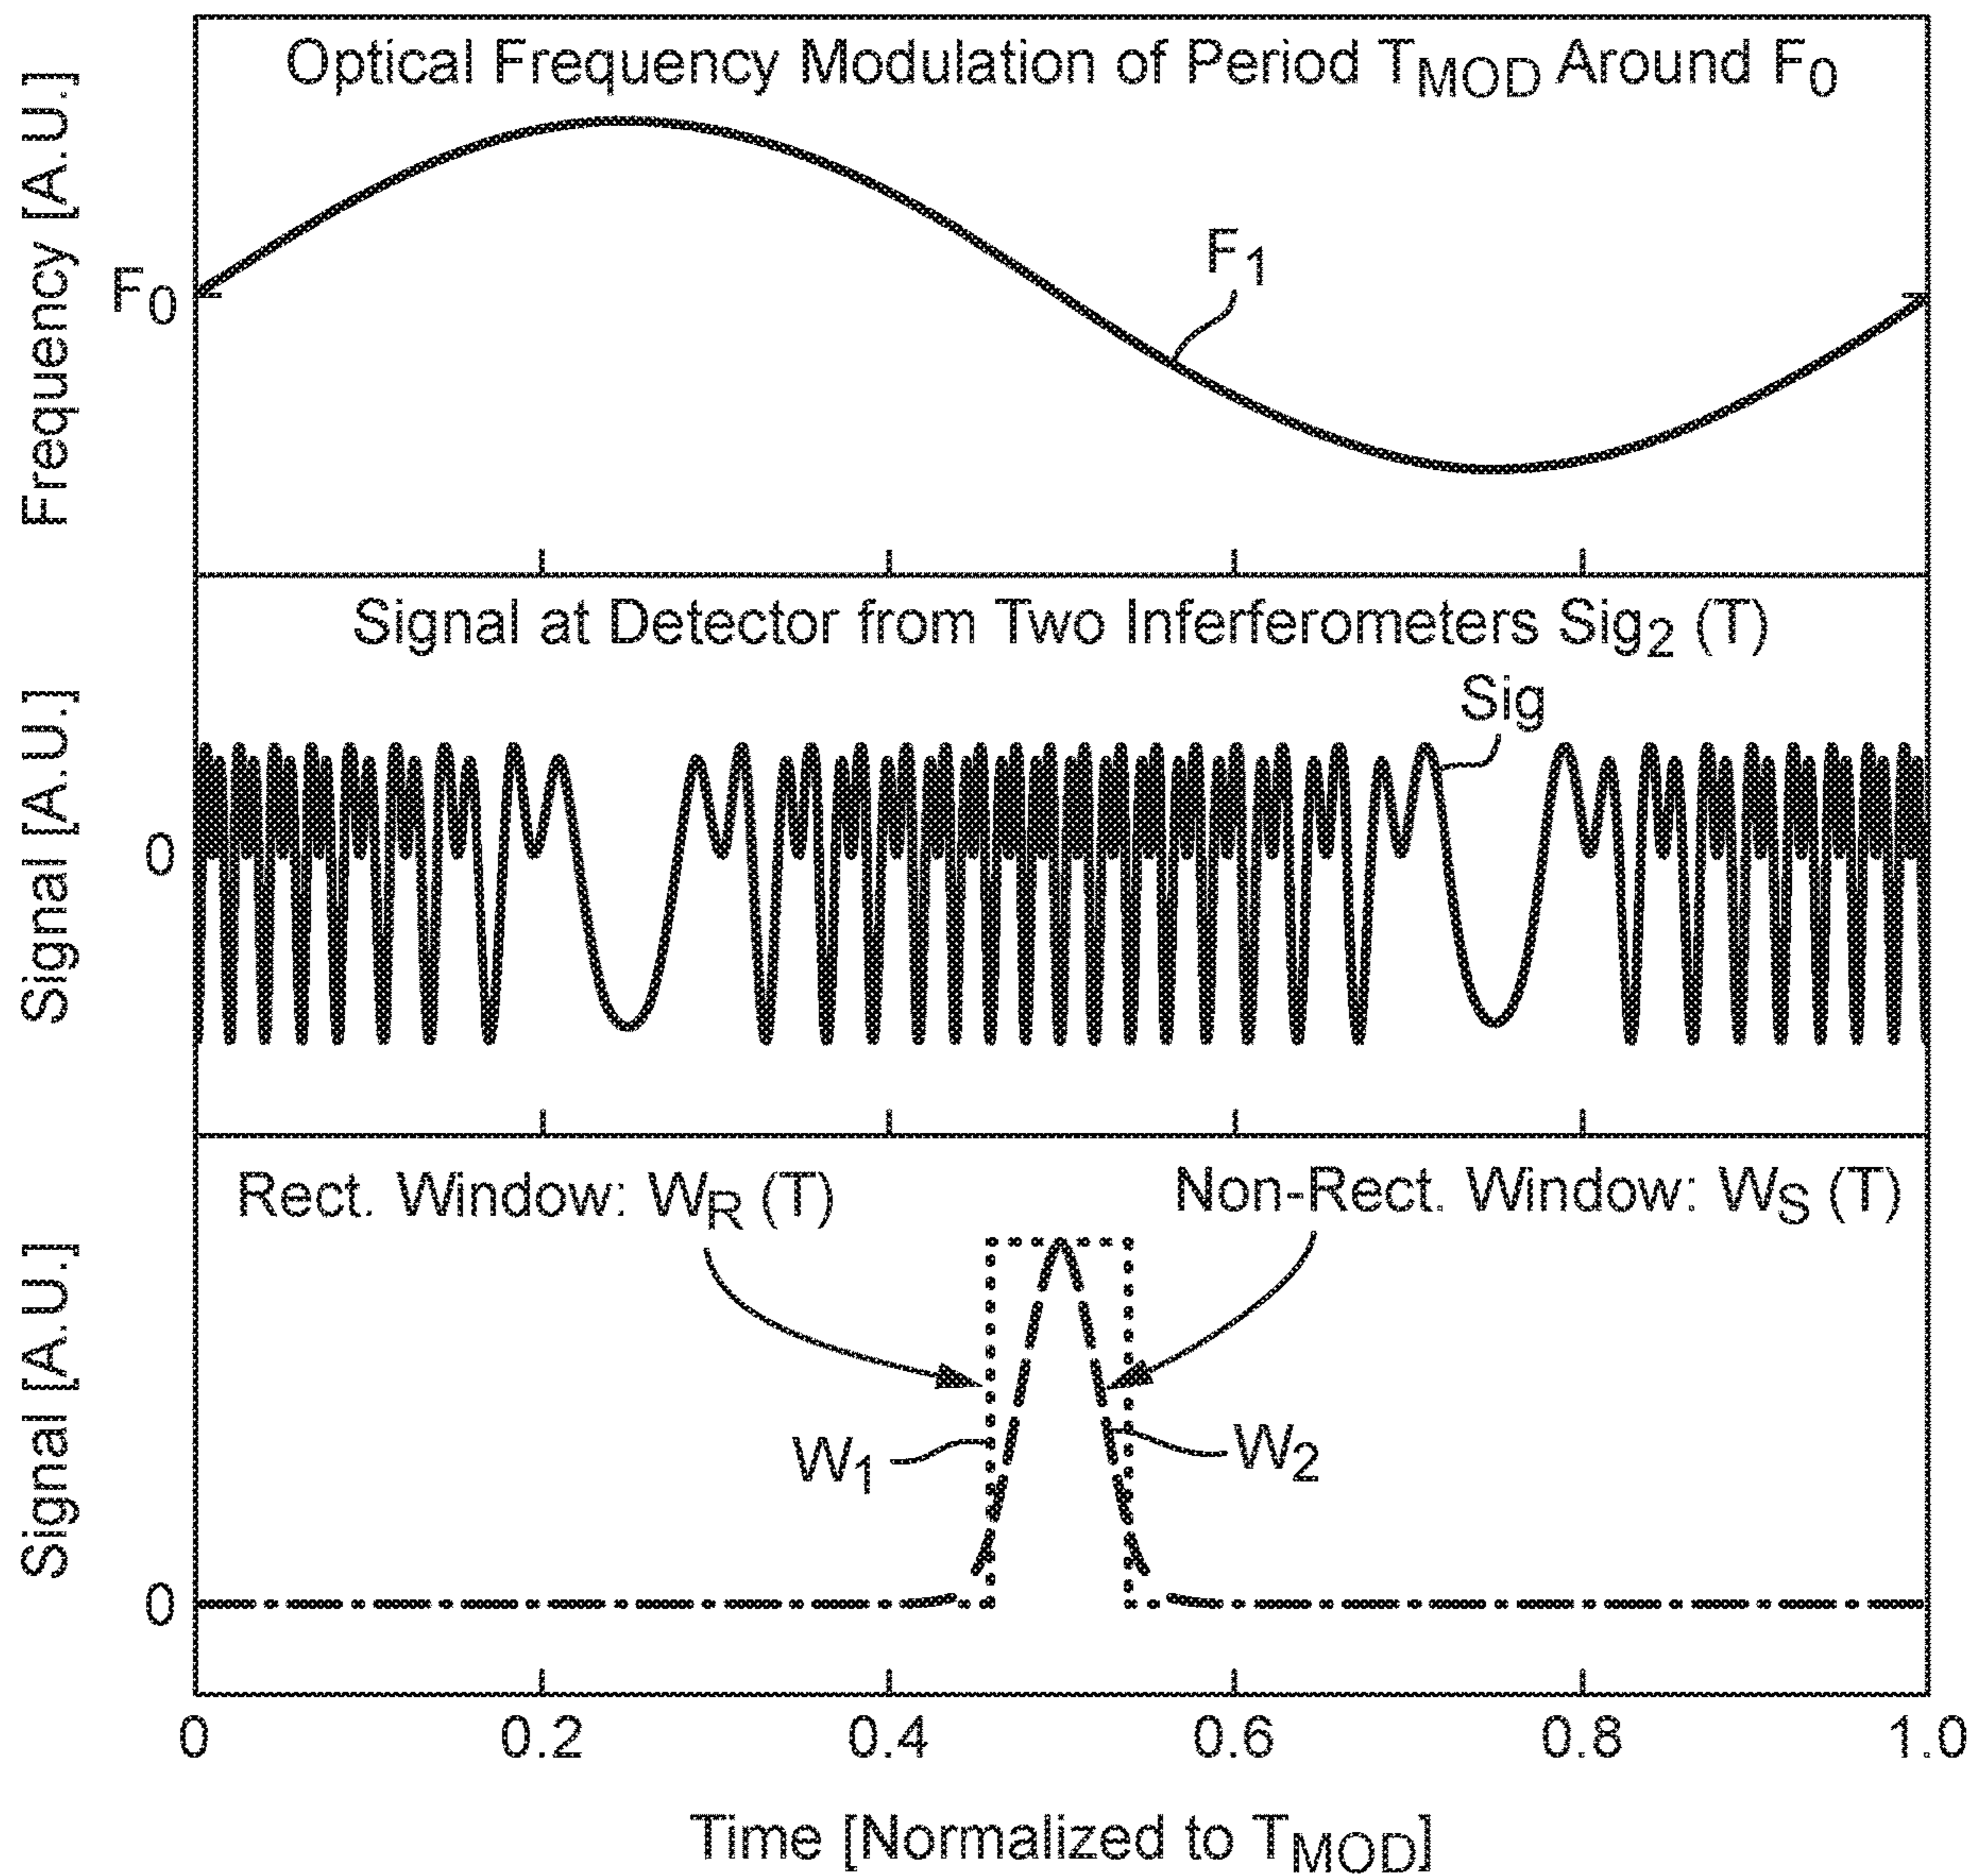 Optical Frequency Modulation of Period TMOD Around F0
Frequency [A.U.]
F0
F1
Signal at Detector from Two Inferferometers Sig2 (T)
Sig
Signal [A.U.]
0
Rect. Window: WR (T)
Non-Rect. Window: WS (T)
Signal [A.U.]
W1
W2
0
0 0.2 0.4 0.6 0.8 1.0
Time [Normalized to TMOD]